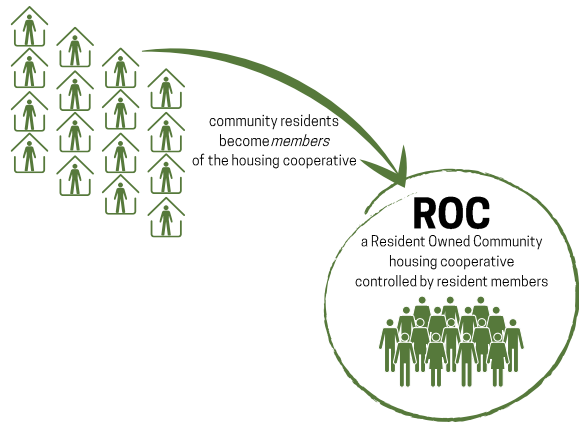 community residents
become members
of the housing cooperative
ROC
a Resident Owned Community
housing cooperative
controlled by resident members